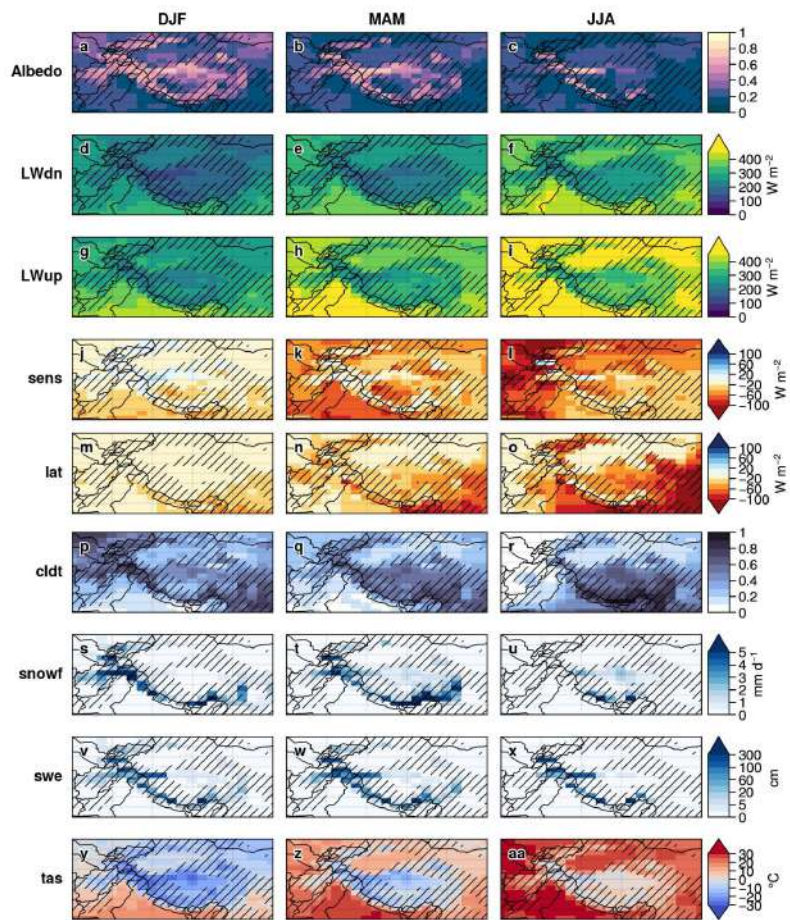 DJF MAM JJA
Albedo a b c 1 0.8 0.6 0.4 0.2 0
LWdn d e f 400 300 200 100 0 W m⁻²
LWup g h i 400 300 200 100 0 W m⁻²
sens j k l 100 60 20 −20 −60 −100 W m⁻²
lat m n o 100 60 20 −20 −60 −100 W m⁻²
cldt p q r 1 0.8 0.6 0.4 0.2 0
snowf s t u 5 4 3 2 1 0 mm d⁻¹
swe v w x 300 60 20 5 0 cm
tas y z aa 30 20 10 0 −10 −20 −30 °C